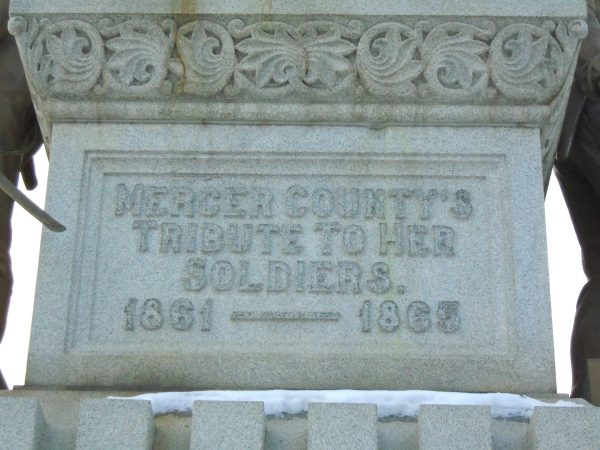 MERCER COUNTY'S
TRIBUTE TO HER
SOLDIERS.
1861 — 1865